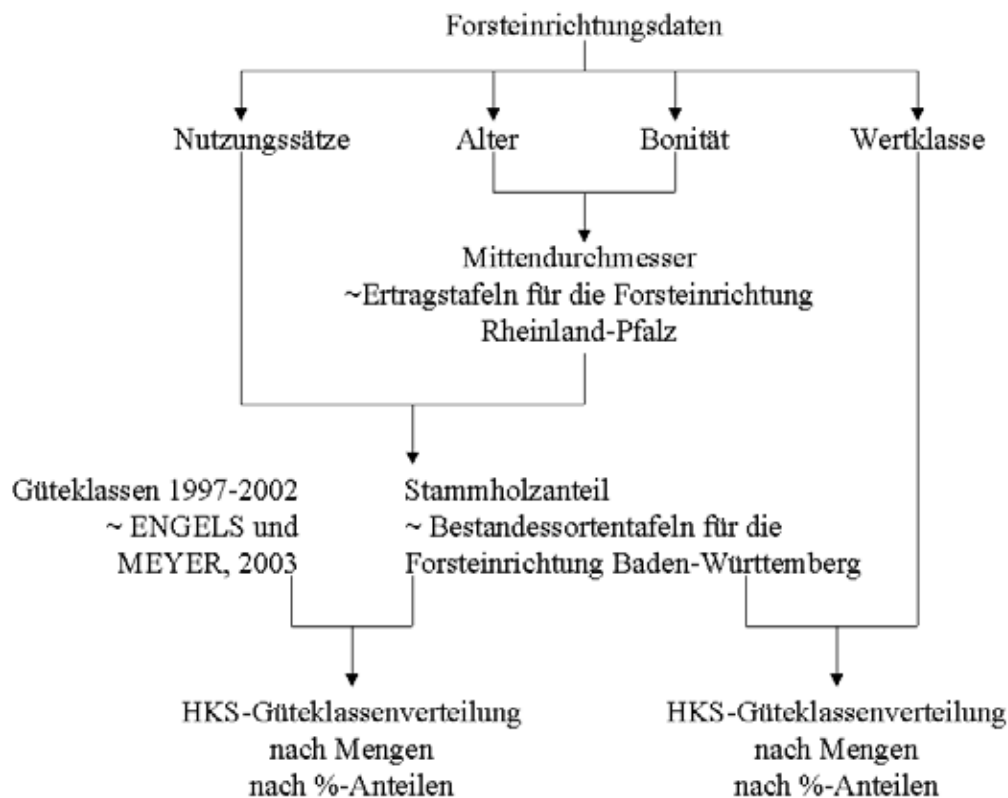 Forsteinrichtungsdaten
Nutzungssätze Alter Bonität Wertklasse
Mittendurchmesser
~Ertragstafeln für die Forsteinrichtung
Rheinland-Pfalz
Güteklassen 1997-2002
~ ENGELS und
MEYER, 2003
Stammholzanteil
~ Bestandessortentafeln für die
Forsteinrichtung Baden-Württemberg
HKS-Güteklassenverteilung
nach Mengen
nach %-Anteilen
HKS-Güteklassenverteilung
nach Mengen
nach %-Anteilen